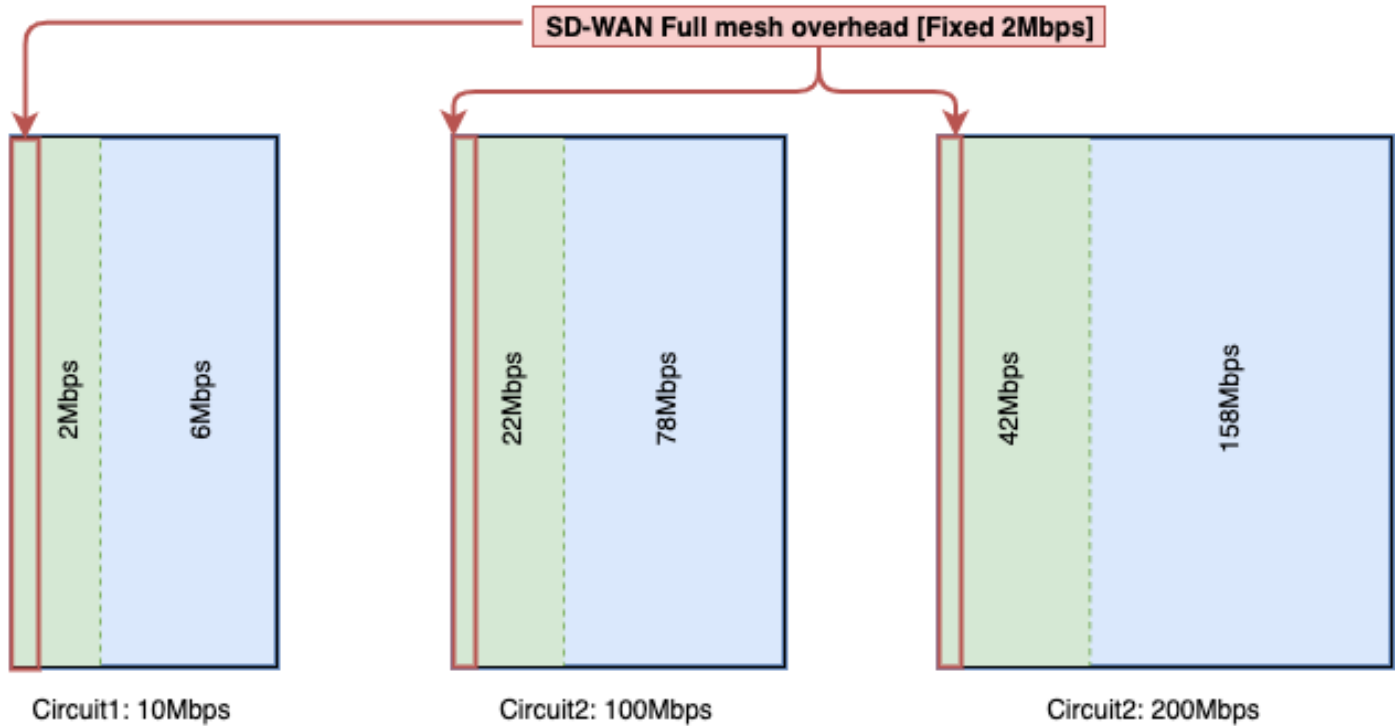 SD-WAN Full mesh overhead [Fixed 2Mbps]
2Mbps
6Mbps
22Mbps
78Mbps
42Mbps
158Mbps
Circuit1: 10Mbps
Circuit2: 100Mbps
Circuit2: 200Mbps